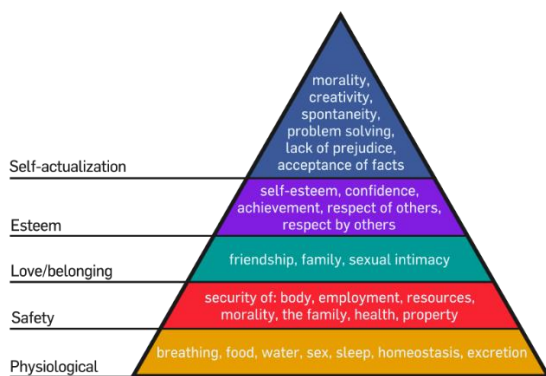 morality,
creativity,
spontaneity,
problem solving,
lack of prejudice,
acceptance of facts
Self-actualization
self-esteem, confidence,
achievement, respect of others,
respect by others
Esteem
friendship, family, sexual intimacy
Love/belonging
security of: body, employment, resources,
morality, the family, health, property
Safety
breathing, food, water, sex, sleep, homeostasis, excretion
Physiological